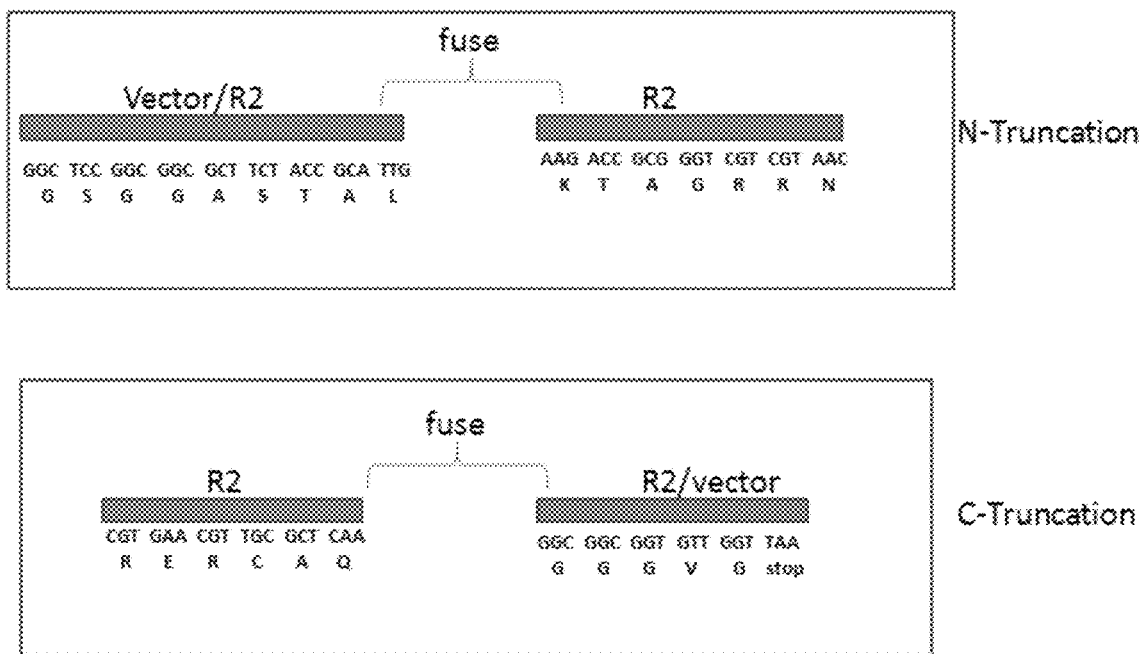 fuse
Vector/R2
R2
N-Truncation
GGC TCC GGC GGC GCT TCT ACC GCA TTG
G S G G A S T A L
AAG ACC GCG GGT CGT CGT AAC
K T A G R R N
fuse
R2
R2/vector
C-Truncation
CGT GAA CGT TGC GCT CAA
R E R C A Q
GGC GGC GGT GTT GGT TAA
G G G V G stop